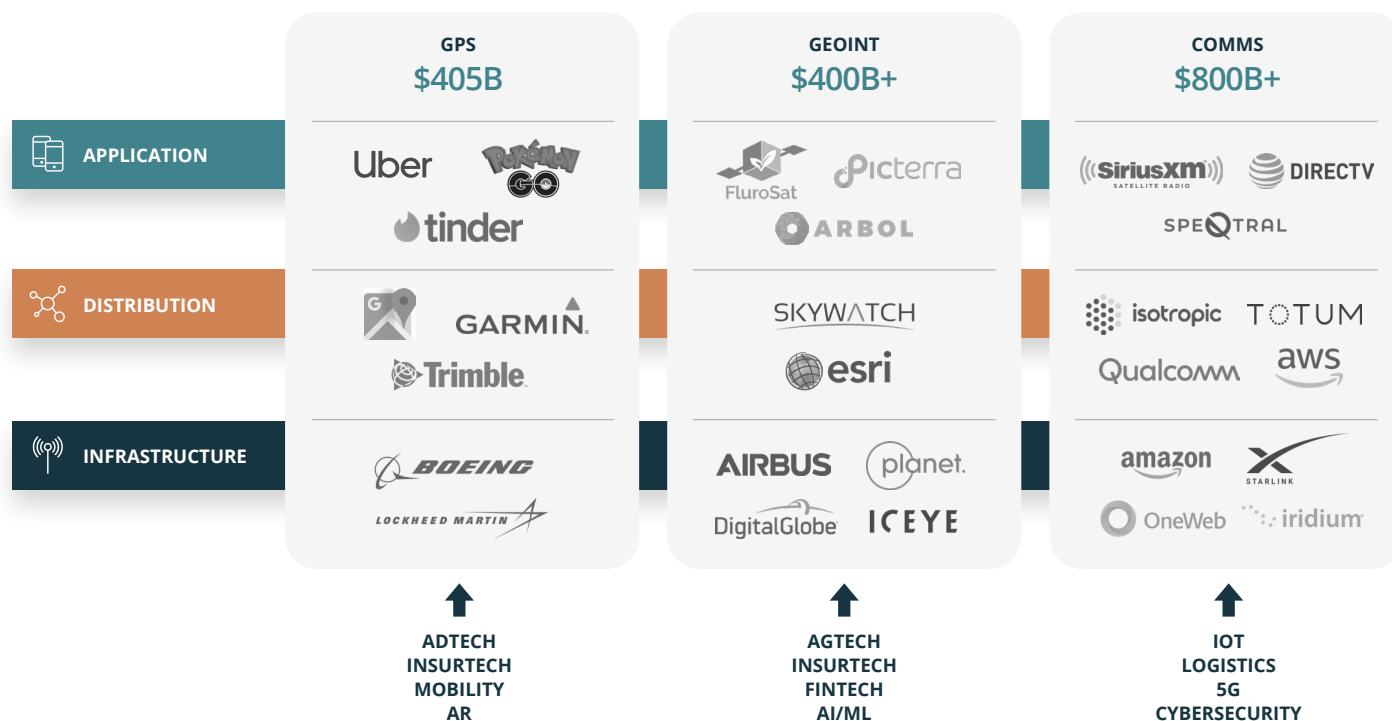 GPS
$405B
GEOINT
$400B+
COMMS
$800B+
APPLICATION
Uber
POKÉMON
GO
tinder
FluroSat
Picterra
ARBOL
SiriusXM
SATELLITE RADIO
DIRECTV
SPEQTRAL
DISTRIBUTION
G
GARMIN
Trimble
SKYWATCH
esri
isotropic
TOTUM
Qualcomm
aws
INFRASTRUCTURE
BOEING
LOCKHEED MARTIN
AIRBUS
planet.
DigitalGlobe
ICEYE
amazon
STARLINK
OneWeb
iridium
ADTECH
INSURTECH
MOBILITY
AR
AGTECH
INSURTECH
FINTECH
AI/ML
IOT
LOGISTICS
5G
CYBERSECURITY